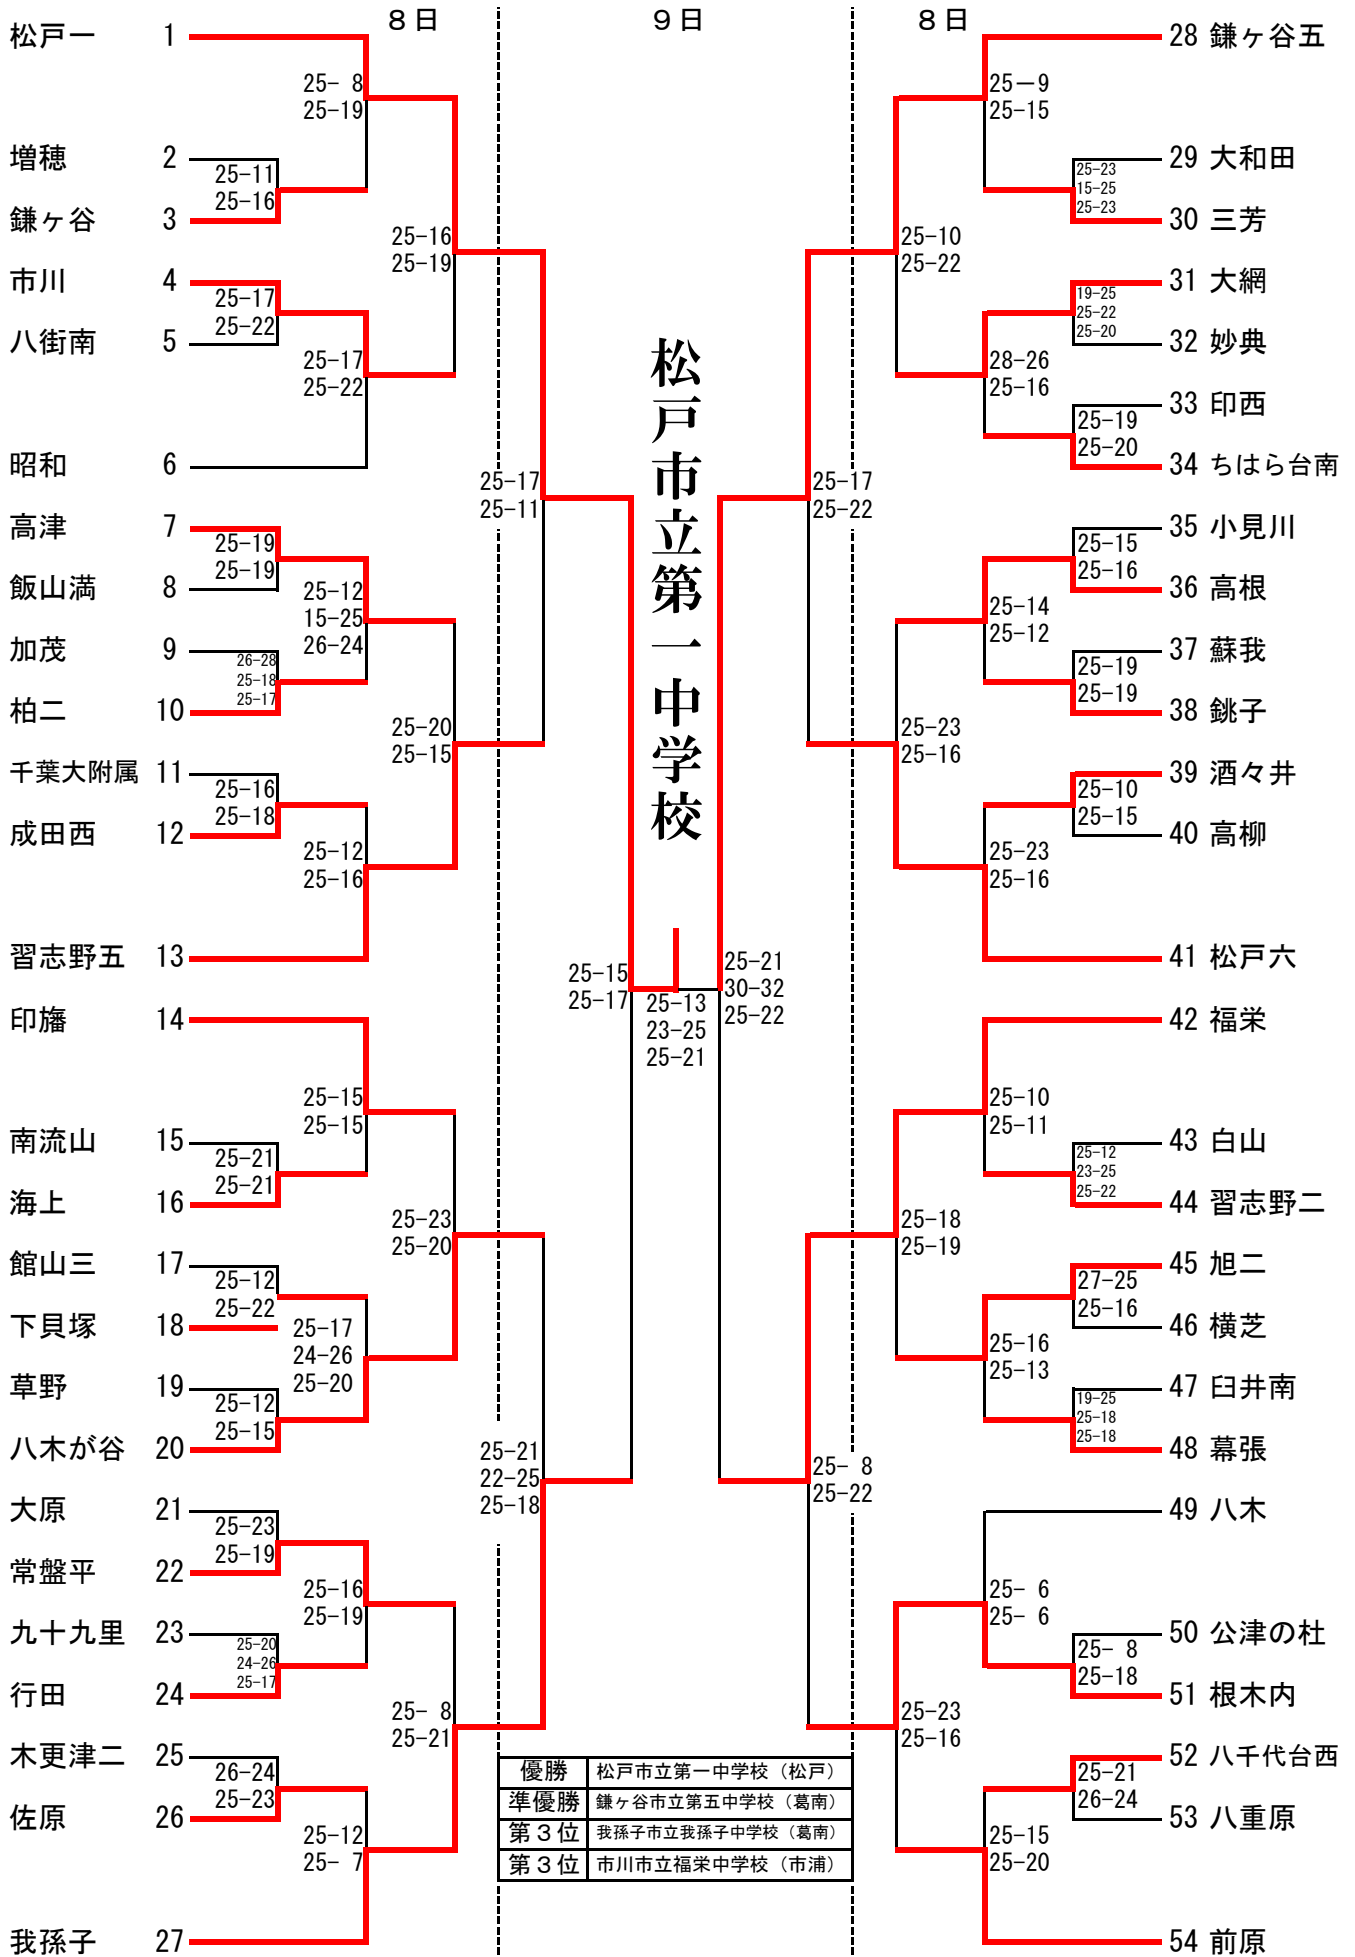 8日
9日
8日
松戸一 1
25- 8
25-19
増穂 2
25-11
25-16
鎌ヶ谷 3
25-16
25-19
市川 4
25-17
25-22
八街南 5
25-17
25-22
昭和 6
25-17
25-11
高津 7
25-19
25-19
飯山満 8
25-12
15-25
26-24
加茂 9
26-28
25-18
25-17
柏二 10
25-20
25-15
千葉大附属 11
25-16
25-18
成田西 12
25-12
25-16
習志野五 13
25-15
25-17
印旛 14
25-15
25-15
南流山 15
25-21
25-21
海上 16
25-23
25-20
館山三 17
25-12
25-22
下貝塚 18
25-17
24-26
25-20
草野 19
25-12
25-15
八木が谷 20
25-21
22-25
25-18
大原 21
25-23
25-19
常盤平 22
25-16
25-19
九十九里 23
25-20
24-26
25-17
行田 24
25- 8
25-21
木更津二 25
26-24
25-23
佐原 26
25-12
25- 7
我孫子 27
松戸市立第一中学校
25-13
23-25
25-21
28 鎌ヶ谷五
25−9
25-15
29 大和田
25-23
15-25
25-23
30 三芳
25-10
25-22
31 大網
19-25
25-22
25-20
32 妙典
28-26
25-16
33 印西
25-19
25-20
34 ちはら台南
25-17
25-22
35 小見川
25-15
25-16
36 高根
25-14
25-12
37 蘇我
25-19
25-19
38 銚子
25-23
25-16
39 酒々井
25-10
25-15
40 高柳
25-23
25-16
41 松戸六
25-21
30-32
25-22
42 福栄
25-10
25-11
43 白山
25-12
23-25
25-22
44 習志野二
25-18
25-19
45 旭二
27-25
25-16
46 横芝
25-16
25-13
47 臼井南
19-25
25-18
25-18
48 幕張
25- 8
25-22
49 八木
25- 6
25- 6
50 公津の杜
25- 8
25-18
51 根木内
25-23
25-16
52 八千代台西
25-21
26-24
53 八重原
25-15
25-20
54 前原
優勝 松戸市立第一中学校（松戸）
準優勝 鎌ヶ谷市立第五中学校（葛南）
第３位 我孫子市立我孫子中学校（葛南）
第３位 市川市立福栄中学校（市浦）